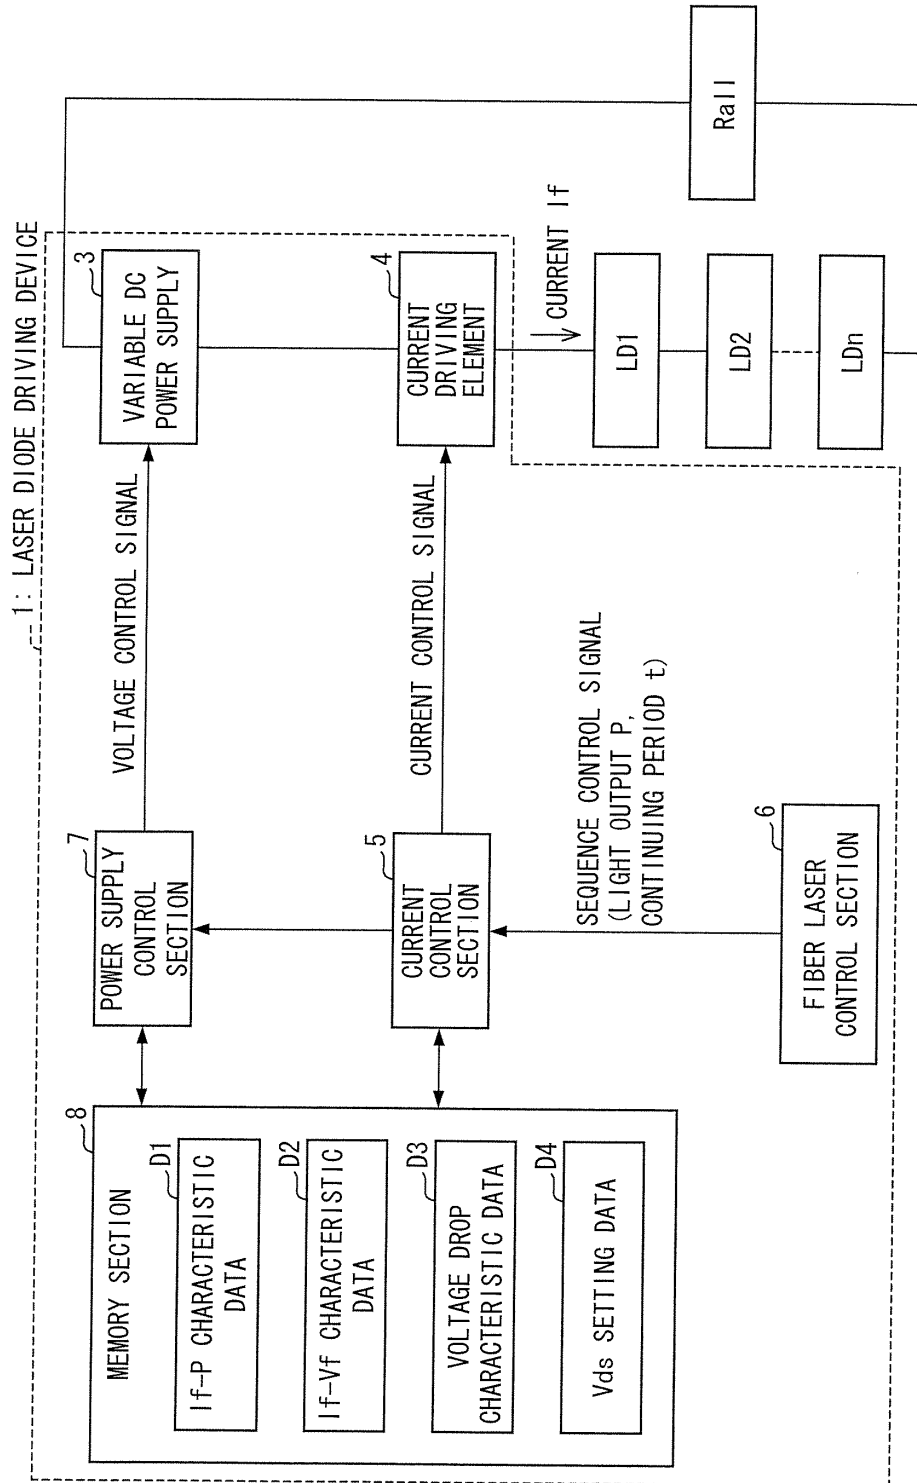 1: LASER DIODE DRIVING DEVICE
8
MEMORY SECTION
D1
If-P CHARACTERISTIC
DATA
D2
If-Vf CHARACTERISTIC
DATA
D3
VOLTAGE DROP
CHARACTERISTIC DATA
D4
Vds SETTING DATA
7
POWER SUPPLY
CONTROL
SECTION
VOLTAGE CONTROL SIGNAL
3
VARIABLE DC
POWER SUPPLY
5
CURRENT
CONTROL
SECTION
CURRENT CONTROL SIGNAL
4
CURRENT
DRIVING
ELEMENT
SEQUENCE CONTROL SIGNAL
(LIGHT OUTPUT P,
CONTINUING PERIOD t)
6
FIBER LASER
CONTROL SECTION
CURRENT If
LD1
LD2
LDn
Rall